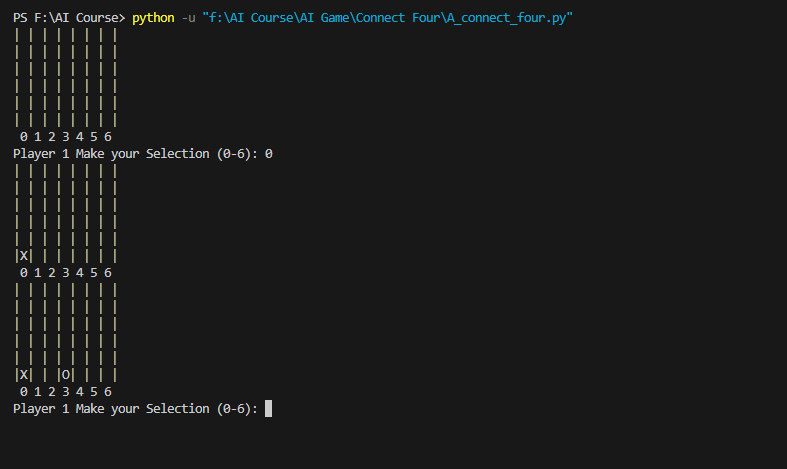 PS F:\AI Course> python -u "f:\AI Course\AI Game\Connect Four\A_connect_four.py"
| | | | | | | |
| | | | | | | |
| | | | | | | |
| | | | | | | |
| | | | | | | |
| | | | | | | |
 0 1 2 3 4 5 6
Player 1 Make your Selection (0-6): 0
| | | | | | | |
| | | | | | | |
| | | | | | | |
| | | | | | | |
| | | | | | | |
|X| | | | | | |
 0 1 2 3 4 5 6
| | | | | | | |
| | | | | | | |
| | | | | | | |
| | | | | | | |
| | | | | | | |
|X| | |O| | | |
 0 1 2 3 4 5 6
Player 1 Make your Selection (0-6):